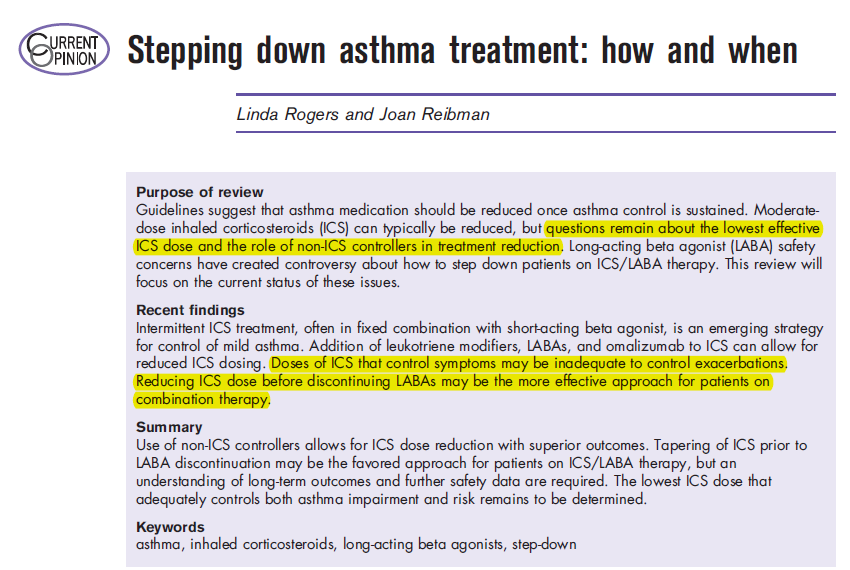 CURRENT
OPINION
Stepping down asthma treatment: how and when
Linda Rogers and Joan Reibman
Purpose of review
Guidelines suggest that asthma medication should be reduced once asthma control is sustained. Moderate-
dose inhaled corticosteroids (ICS) can typically be reduced, but questions remain about the lowest effective
ICS dose and the role of non-ICS controllers in treatment reduction. Long-acting beta agonist (LABA) safety
concerns have created controversy about how to step down patients on ICS/LABA therapy. This review will
focus on the current status of these issues.
Recent findings
Intermittent ICS treatment, often in fixed combination with short-acting beta agonist, is an emerging strategy
for control of mild asthma. Addition of leukotriene modifiers, LABAs, and omalizumab to ICS can allow for
reduced ICS dosing. Doses of ICS that control symptoms may be inadequate to control exacerbations.
Reducing ICS dose before discontinuing LABAs may be the more effective approach for patients on
combination therapy.
Summary
Use of non-ICS controllers allows for ICS dose reduction with superior outcomes. Tapering of ICS prior to
LABA discontinuation may be the favored approach for patients on ICS/LABA therapy, but an
understanding of long-term outcomes and further safety data are required. The lowest ICS dose that
adequately controls both asthma impairment and risk remains to be determined.
Keywords
asthma, inhaled corticosteroids, long-acting beta agonists, step-down